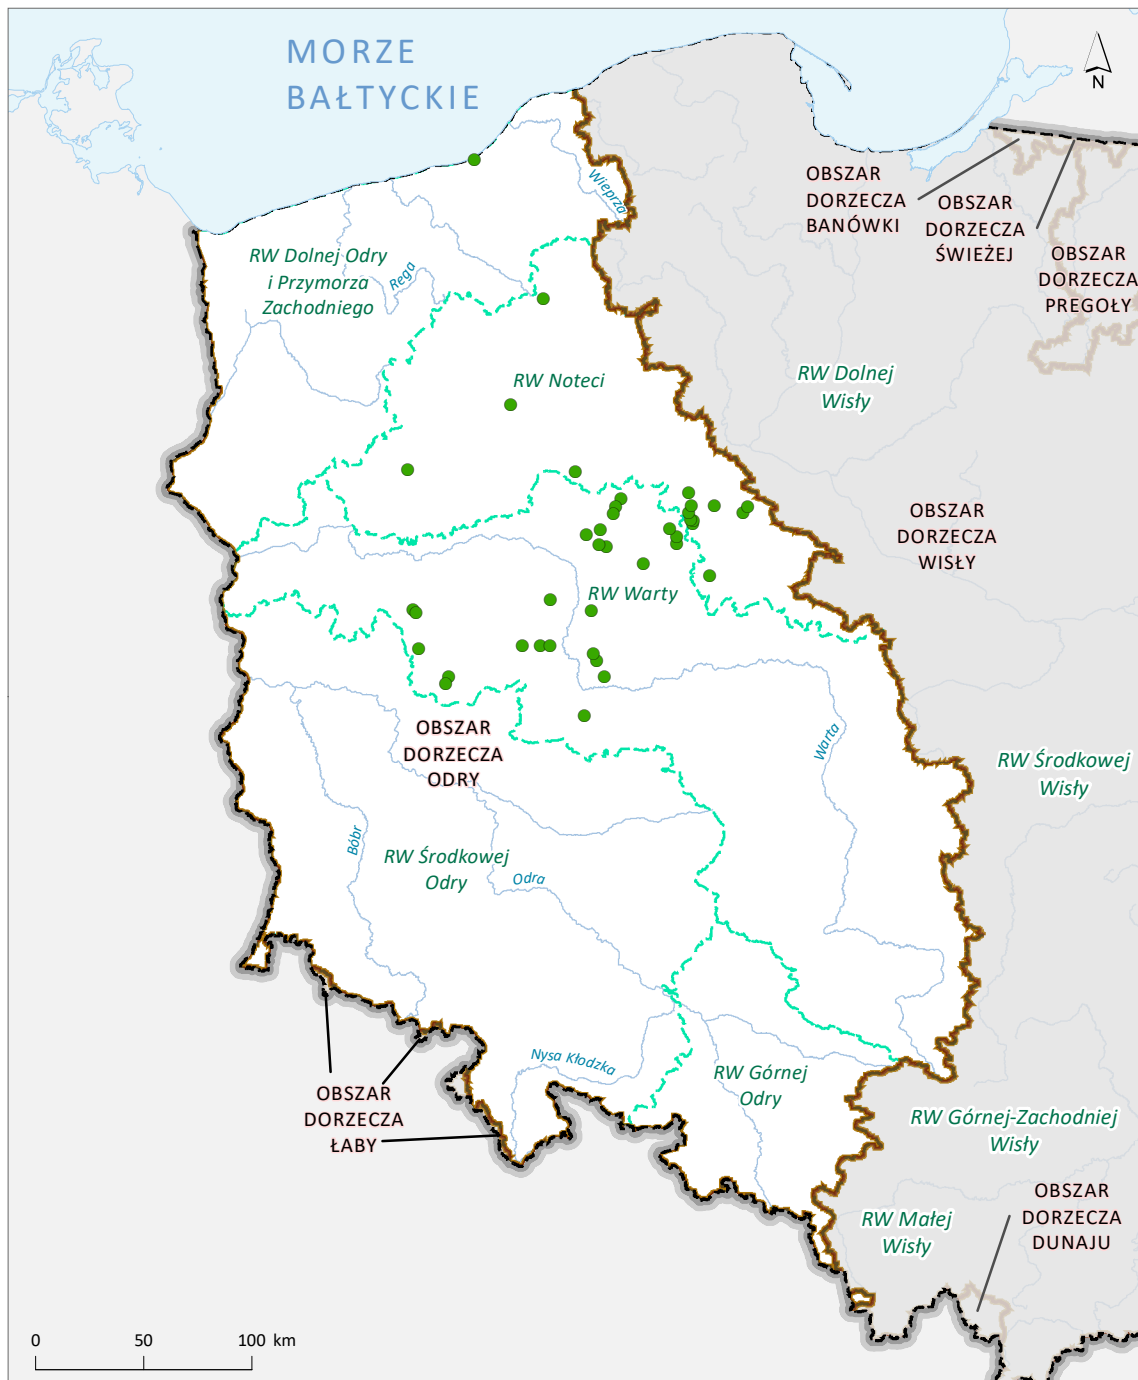 MORZE
BAŁTYCKIE
N
Wieprza
OBSZAR
DORZECZA
BANÓWKI
OBSZAR
DORZECZA
ŚWIEŻEJ
OBSZAR
DORZECZA
PREGOŁY
RW Dolnej Odry
i Przymorza
Zachodniego
Rega
RW Noteci
RW Dolnej
Wisły
OBSZAR
DORZECZA
WISŁY
RW Warty
OBSZAR
DORZECZA
ODRY
Warta
RW Środkowej
Wisły
Bóbr
RW Środkowej
Odry
Odra
Nysa Kłodzka
RW Górnej
Odry
OBSZAR
DORZECZA
ŁABY
RW Górnej-Zachodniej
Wisły
OBSZAR
DORZECZA
DUNAJU
RW Małej
Wisły
0 50 100 km